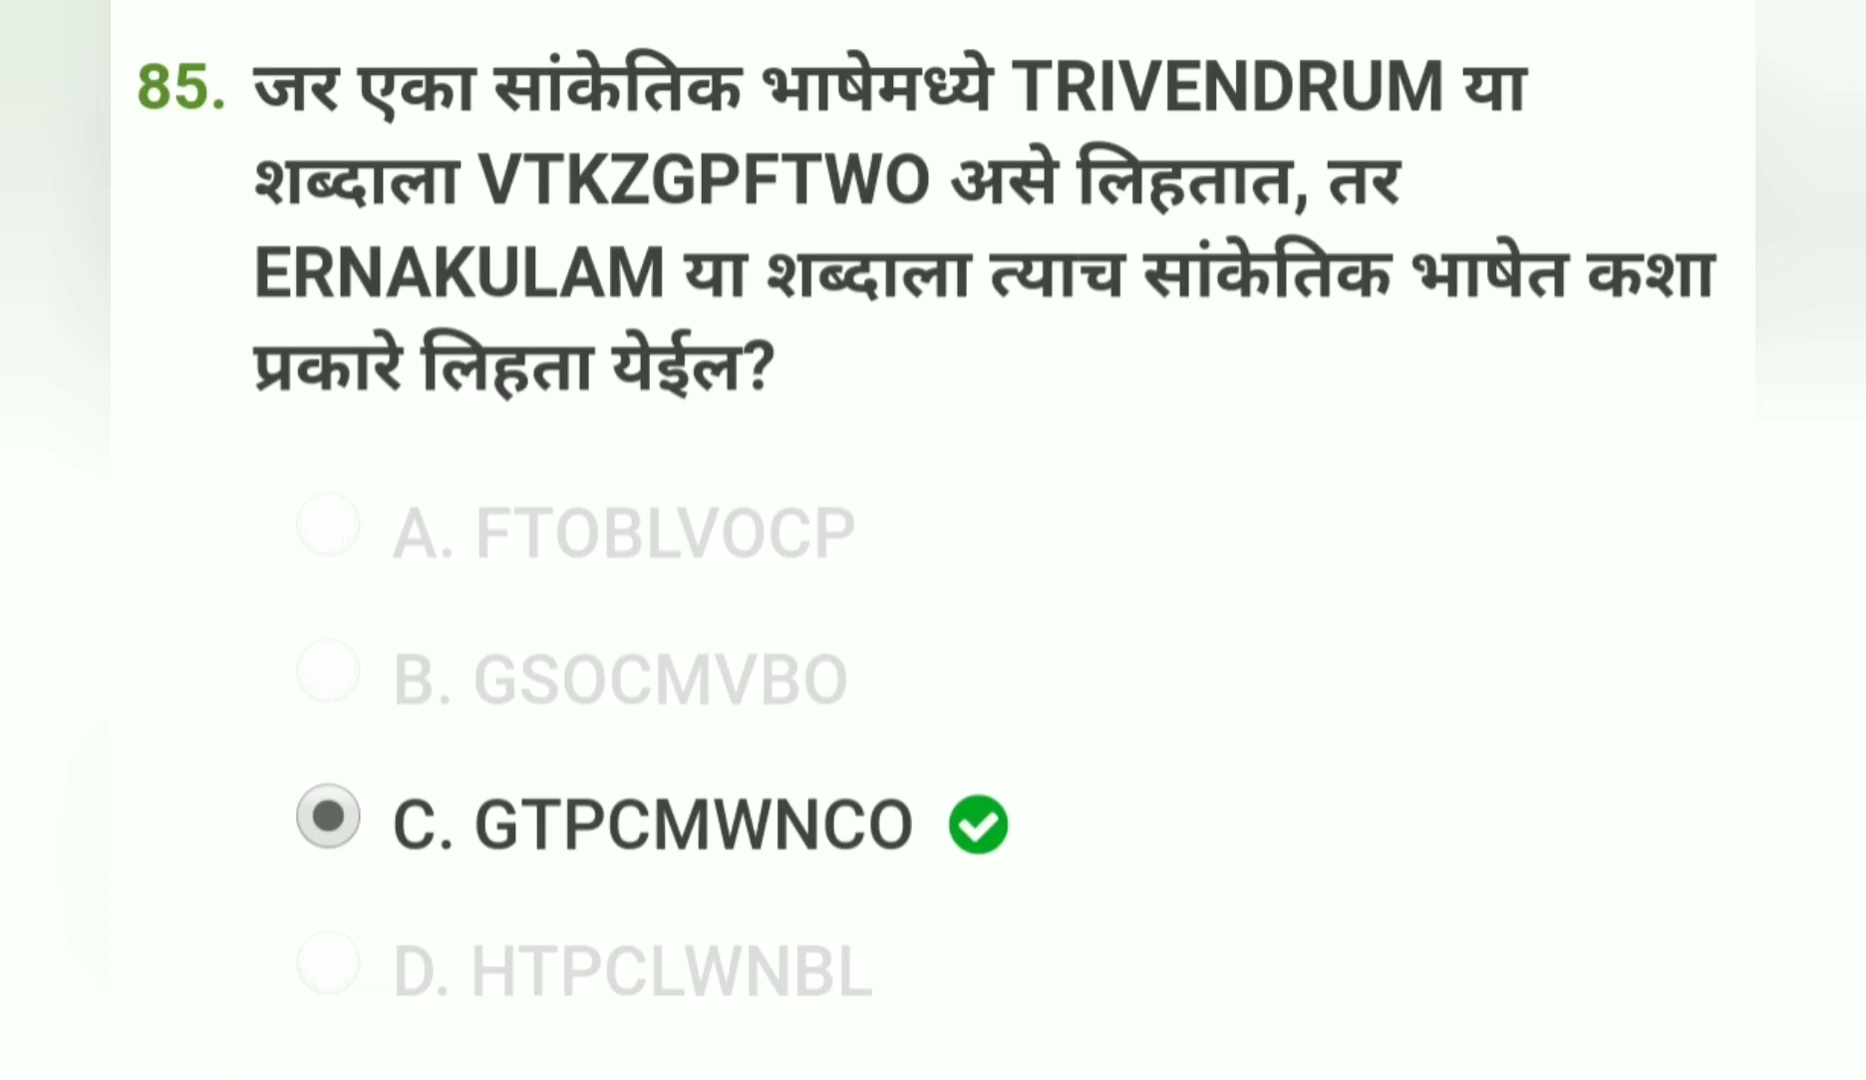 85. जर एका सांकेतिक भाषेमध्ये TRIVENDRUM या
शब्दाला VTKZGPFTWO असे लिहतात, तर
ERNAKULAM या शब्दाला त्याच सांकेतिक भाषेत कशा
प्रकारे लिहता येईल?
A. FTOBLVOCP
B. GSOCMVBO
C. GTPCMWNCO
D. HTPCLWNBL